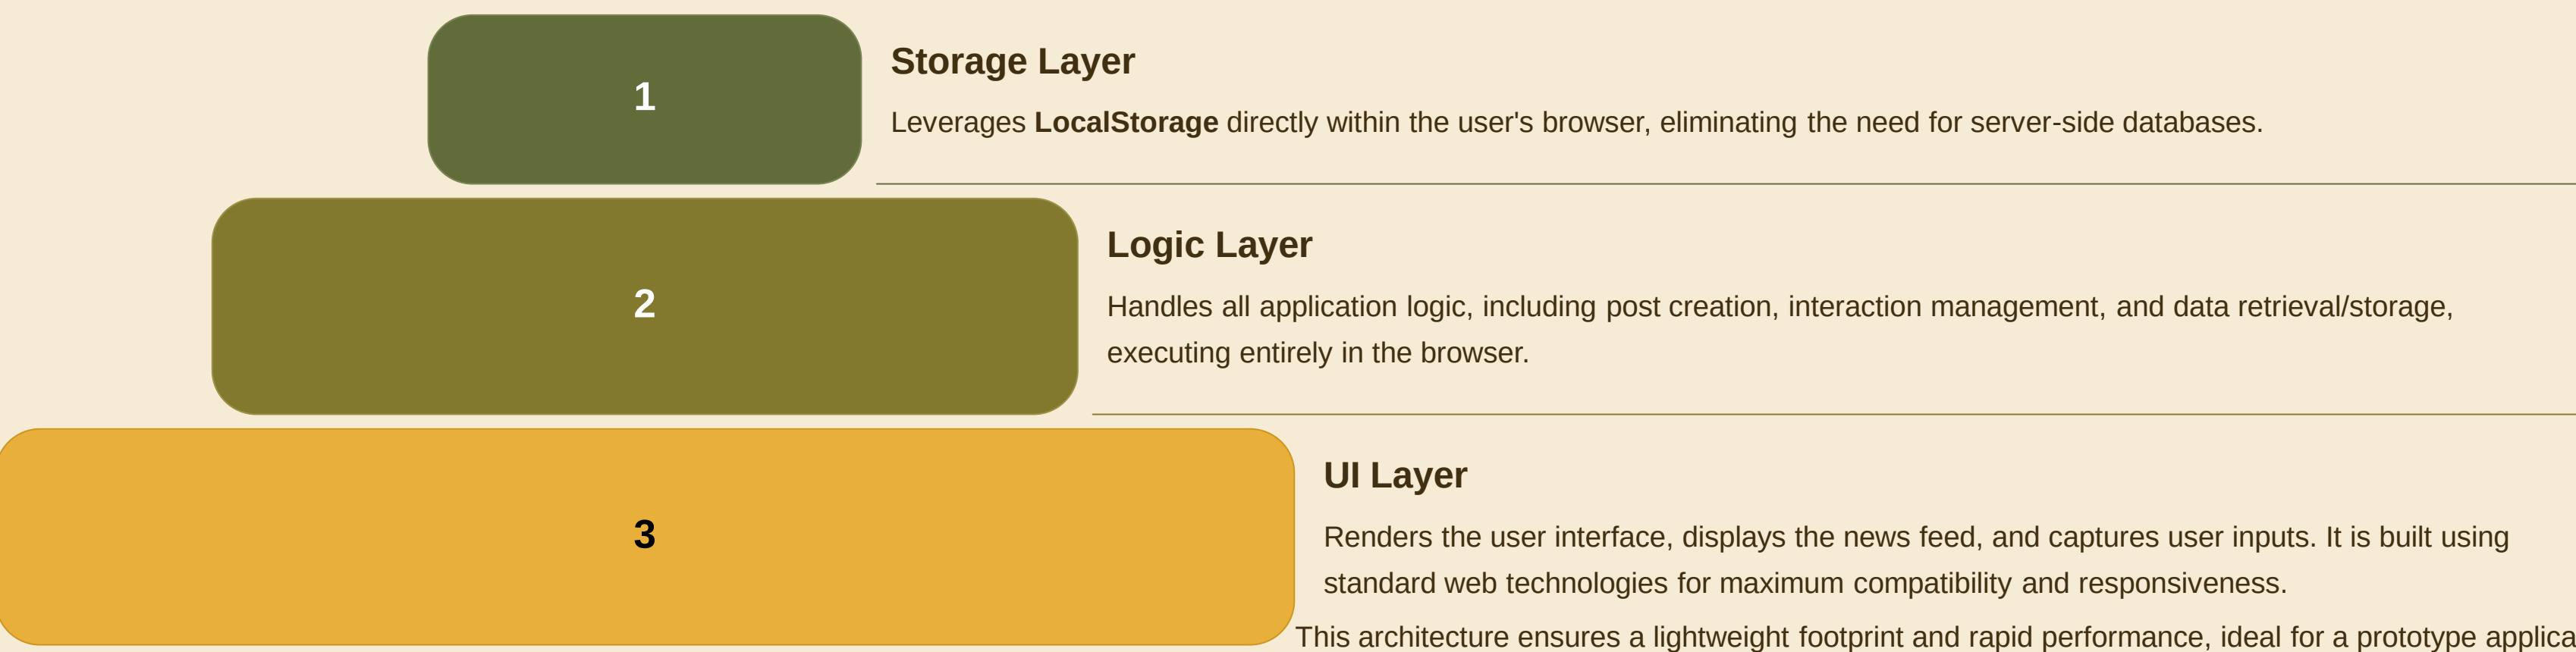 1
Storage Layer
Leverages LocalStorage directly within the user's browser, eliminating the need for server-side databases.
2
Logic Layer
Handles all application logic, including post creation, interaction management, and data retrieval/storage,
executing entirely in the browser.
3
UI Layer
Renders the user interface, displays the news feed, and captures user inputs. It is built using
standard web technologies for maximum compatibility and responsiveness.
This architecture ensures a lightweight footprint and rapid performance, ideal for a prototype